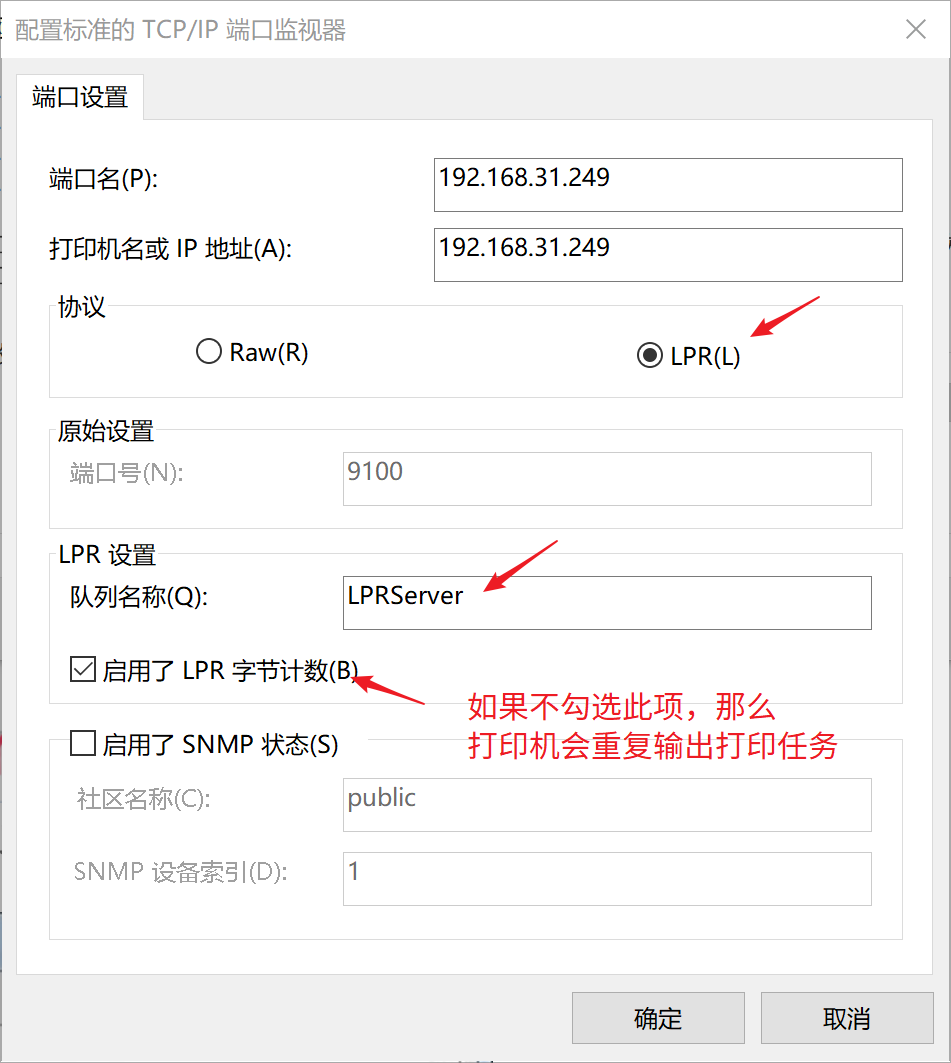 配置标准的 TCP/IP 端口监视器
端口设置
端口名(P):
192.168.31.249
打印机名或 IP 地址(A):
192.168.31.249
协议
Raw(R)
LPR(L)
原始设置
端口号(N):
9100
LPR 设置
队列名称(Q):
LPRServer
启用了 LPR 字节计数(B)
如果不勾选此项，那么
打印机会重复输出打印任务
启用了 SNMP 状态(S)
社区名称(C):
public
SNMP 设备索引(D):
1
确定
取消